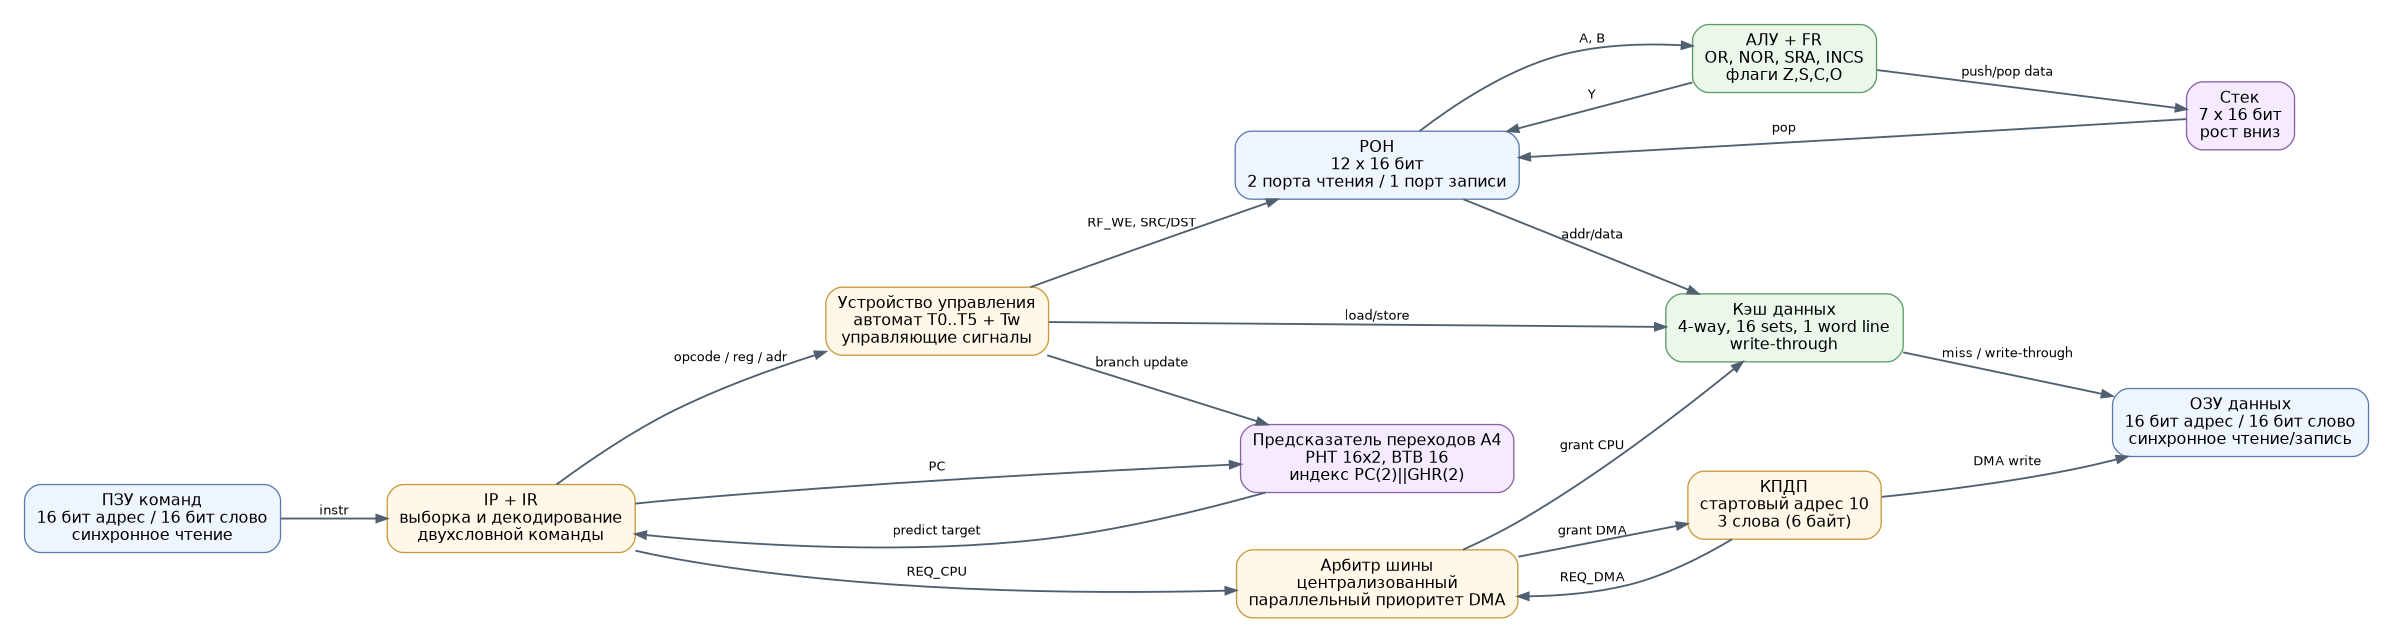 A, B
АЛУ + FR
OR, NOR, SRA, INCS
флаги Z,S,C,O
push/pop data
Стек
7 x 16 бит
рост вниз
Y
pop
РОН
12 x 16 бит
2 порта чтения / 1 порт записи
RF_WE, SRC/DST
addr/data
Устройство управления
автомат T0..T5 + Tw
управляющие сигналы
load/store
Кэш данных
4-way, 16 sets, 1 word line
write-through
opcode / reg / adr
branch update
miss / write-through
ОЗУ данных
16 бит адрес / 16 бит слово
синхронное чтение/запись
Предсказатель переходов A4
PHT 16x2, BTB 16
индекс PC(2)||GHR(2)
grant CPU
PC
DMA write
КПДП
стартовый адрес 10
3 слова (6 байт)
ПЗУ команд
16 бит адрес / 16 бит слово
синхронное чтение
instr
IP + IR
выборка и декодирование
двухсловной команды
predict target
grant DMA
REQ_CPU
Арбитр шины
централизованный
параллельный приоритет DMA
REQ_DMA